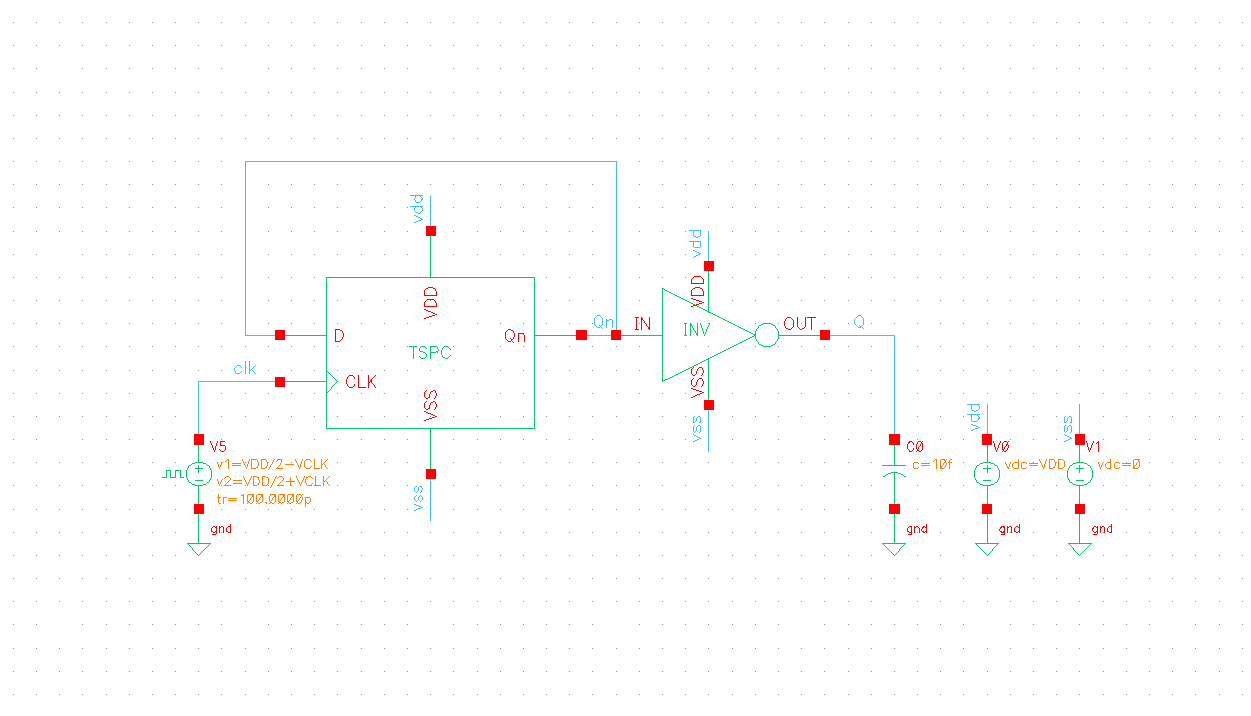 vdd
vdd
VDD
VDD
Qn
IN
INV
OUT
Q
D
Qn
TSPC
clk
CLK
VSS
VSS
vss
vss
V5
v1=VDD/2-VCLK
v2=VDD/2+VCLK
tr=100.0000p
gnd
C0
c=10f
gnd
vdd
V0
vdc=VDD
gnd
vss
V1
vdc=0
gnd